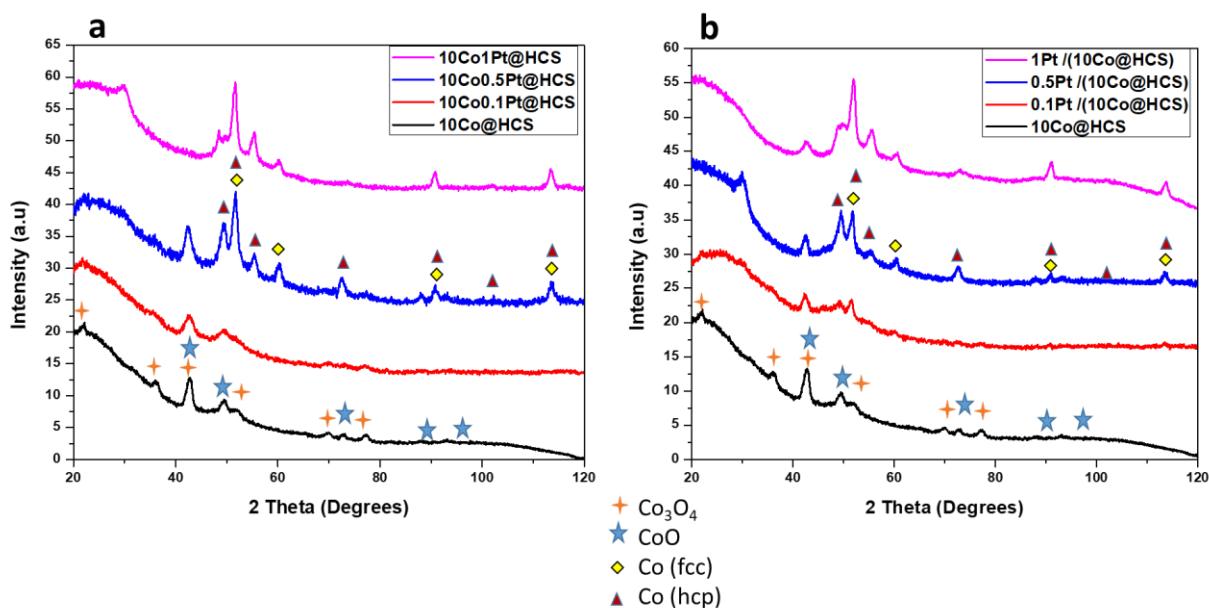 a
Intensity (a.u)
65
60
55
50
45
40
35
30
25
20
15
10
5
0
10Co1Pt@HCS
10Co0.5Pt@HCS
10Co0.1Pt@HCS
10Co@HCS
20 40 60 80 100 120
2 Theta (Degrees)
b
Intensity (a.u)
60
55
50
45
40
35
30
25
20
15
10
5
0
1Pt /(10Co@HCS)
0.5Pt /(10Co@HCS)
0.1Pt /(10Co@HCS)
10Co@HCS
20 40 60 80 100 120
2 Theta (Degrees)
Co₃O₄
CoO
Co (fcc)
Co (hcp)